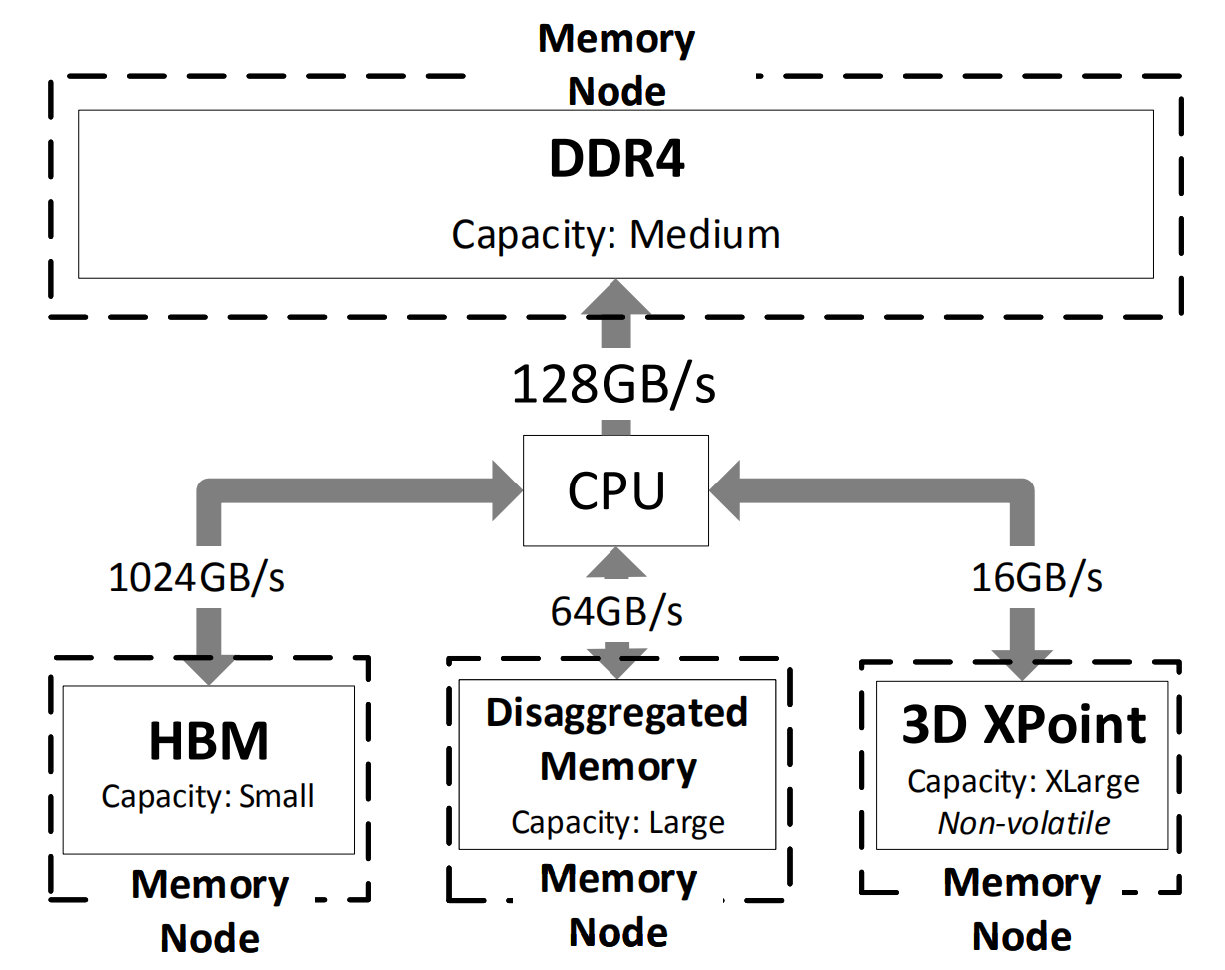 Memory
Node
DDR4
Capacity: Medium
128GB/s
CPU
1024GB/s
64GB/s
16GB/s
HBM
Capacity: Small
Memory
Node
Disaggregated
Memory
Capacity: Large
Memory
Node
3D XPoint
Capacity: XLarge
Non-volatile
Memory
Node